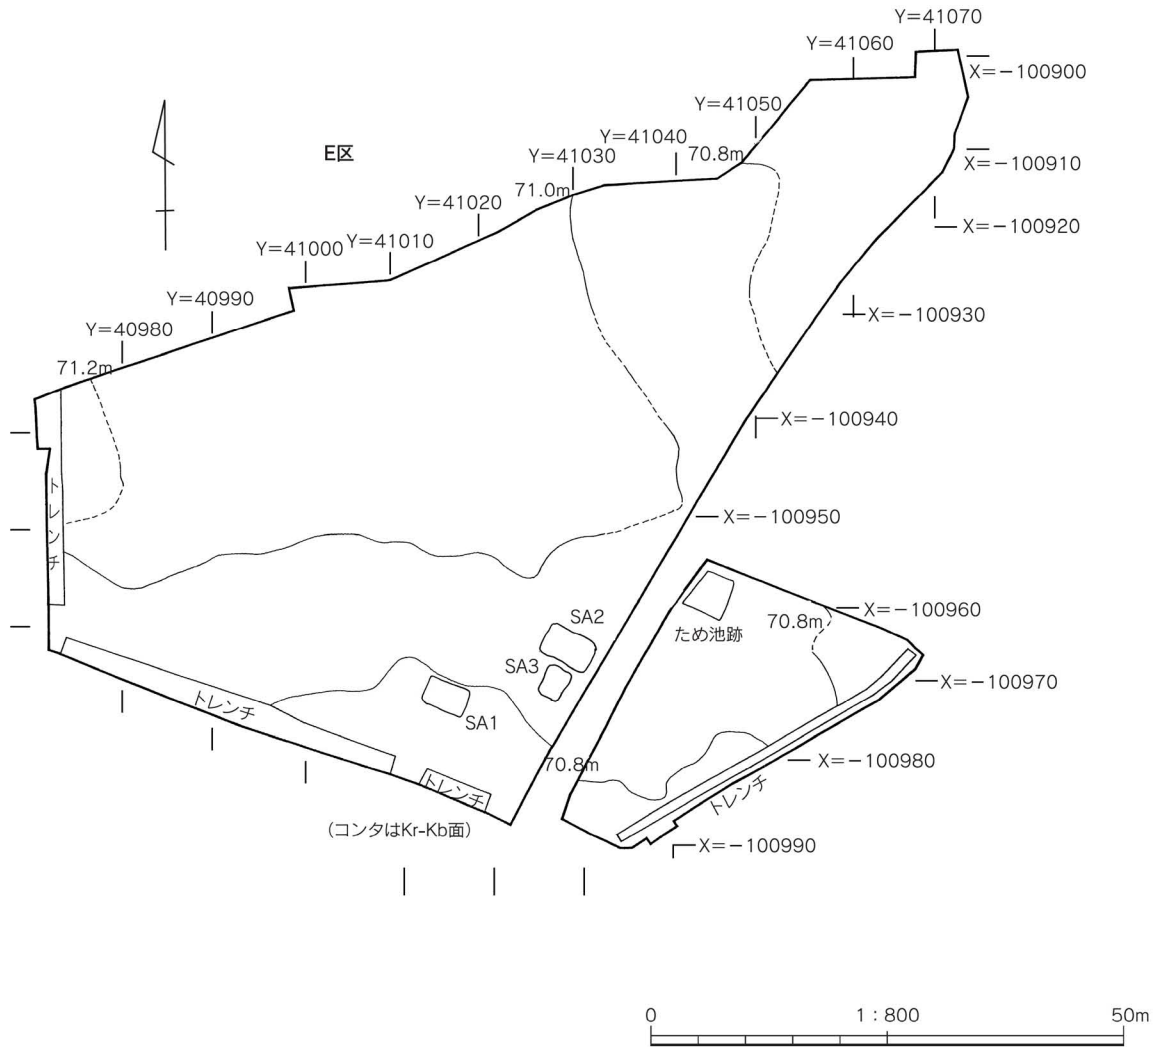 Y=41070
Y=41060
X=-100900
Y=41050
Y=41040
E区
Y=41030
70.8m
X=-100910
71.0m
Y=41020
X=-100920
Y=41000
Y=41010
Y=40990
X=-100930
Y=40980
71.2m
X=-100940
トレンチ
X=-100950
SA2
X=-100960
70.8m
ため池跡
SA3
X=-100970
トレンチ
SA1
70.8m
X=-100980
トレンチ
トレンチ
(コンタはKr-Kb面)
X=-100990
0
1:800
50m